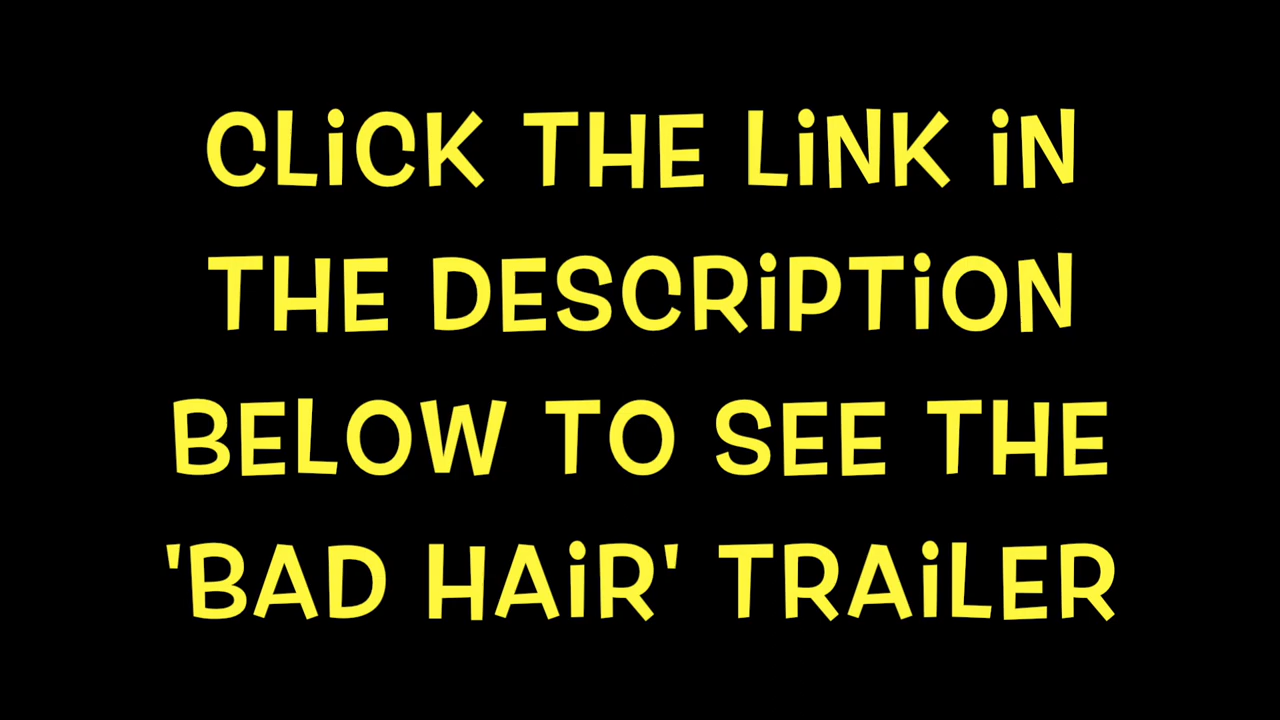 CLiCK THE LiNK iN
THE DESCRiPTiON
BELOW TO SEE THE
'BAD HAiR' TRAiLER